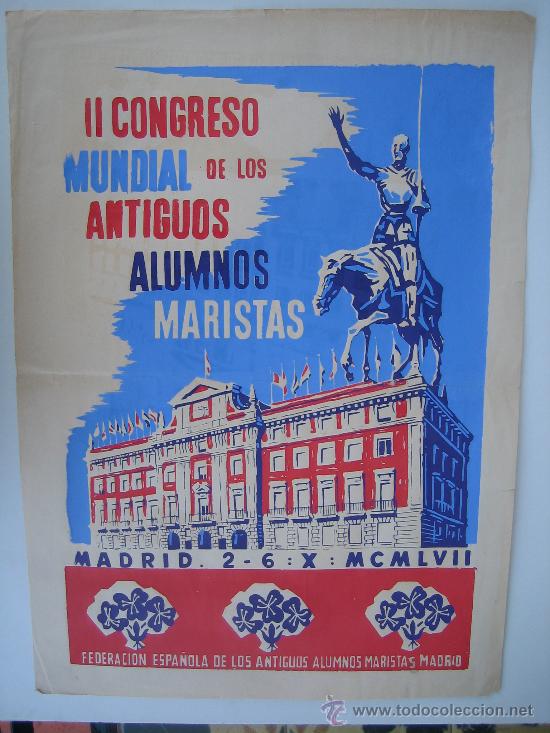 II CONGRESO
MUNDIAL DE LOS
ANTIGUOS
ALUMNOS
MARISTAS
MADRID. 2-6:X:MCMLVII
FEDERACION ESPAÑOLA DE LOS ANTIGUOS ALUMNOS MARISTAS MADRID
www.todocoleccion.net